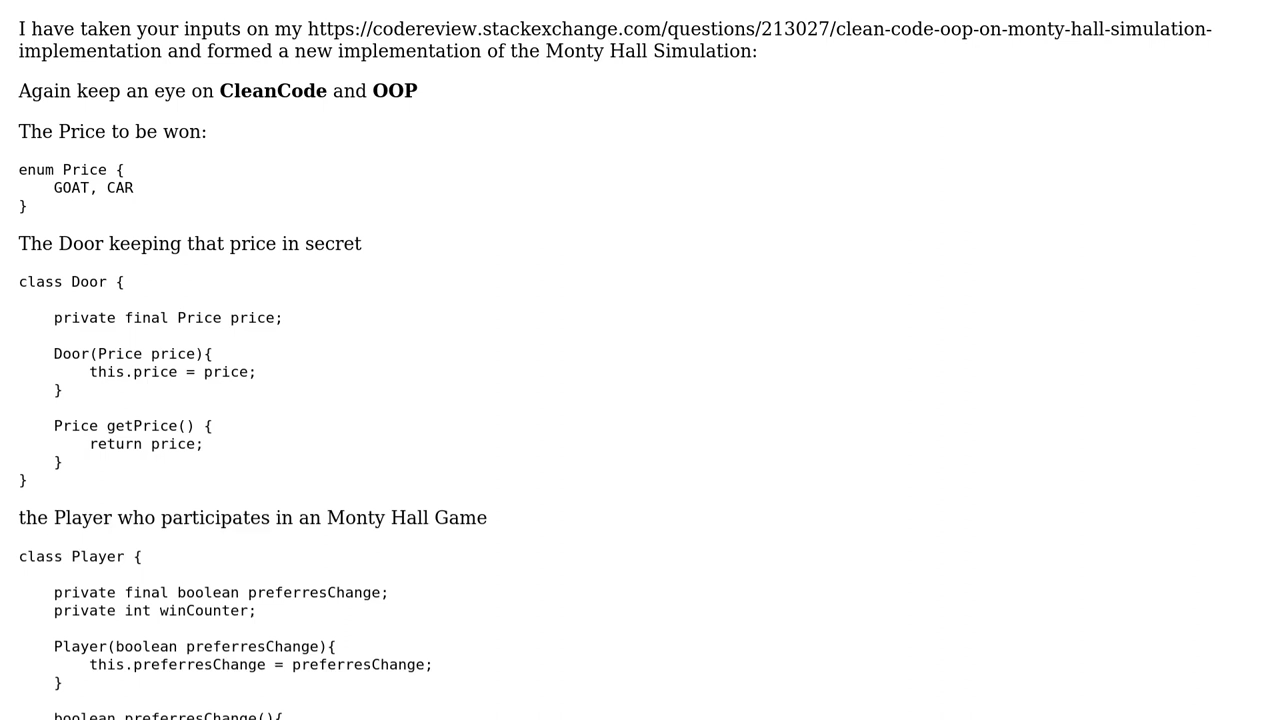 I have taken your inputs on my https://codereview.stackexchange.com/questions/213027/clean-code-oop-on-monty-hall-simulation-
implementation and formed a new implementation of the Monty Hall Simulation:
Again keep an eye on CleanCode and OOP
The Price to be won:
enum Price {
    GOAT, CAR
}
The Door keeping that price in secret
class Door {
    private final Price price;
    Door(Price price){
        this.price = price;
    }
    Price getPrice() {
        return price;
    }
}
the Player who participates in an Monty Hall Game
class Player {
    private final boolean preferresChange;
    private int winCounter;
    Player(boolean preferresChange){
        this.preferresChange = preferresChange;
    }
    boolean preferresChange(){